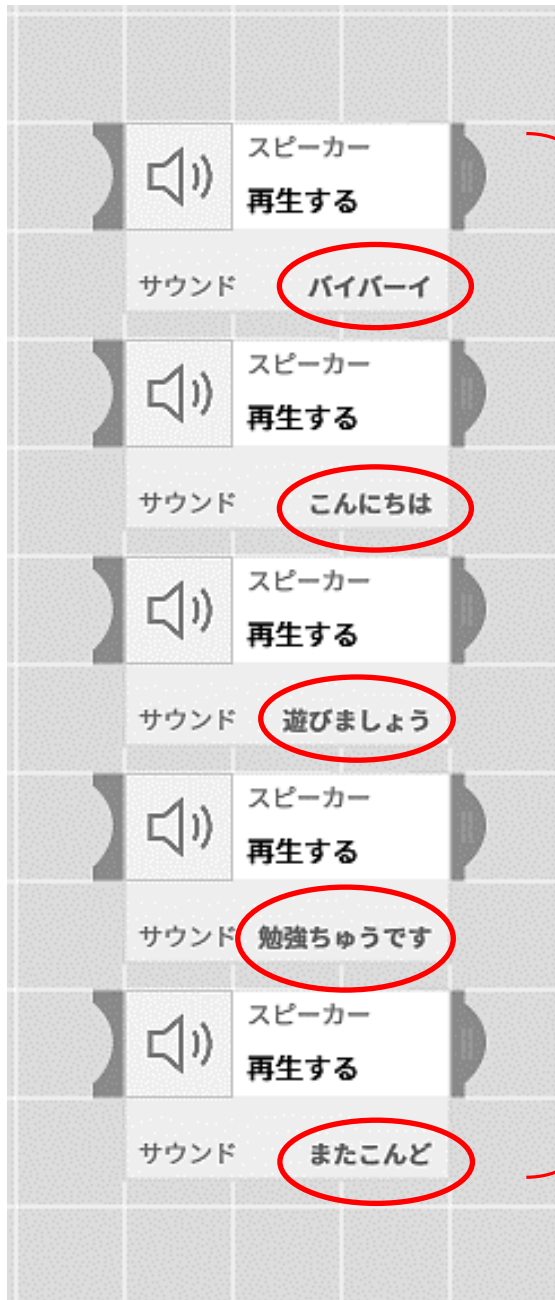 スピーカー
再生する
サウンド バイバーイ
スピーカー
再生する
サウンド こんにちは
スピーカー
再生する
サウンド 遊びましょう
スピーカー
再生する
サウンド 勉強ちゅうです
スピーカー
再生する
サウンド またこんど